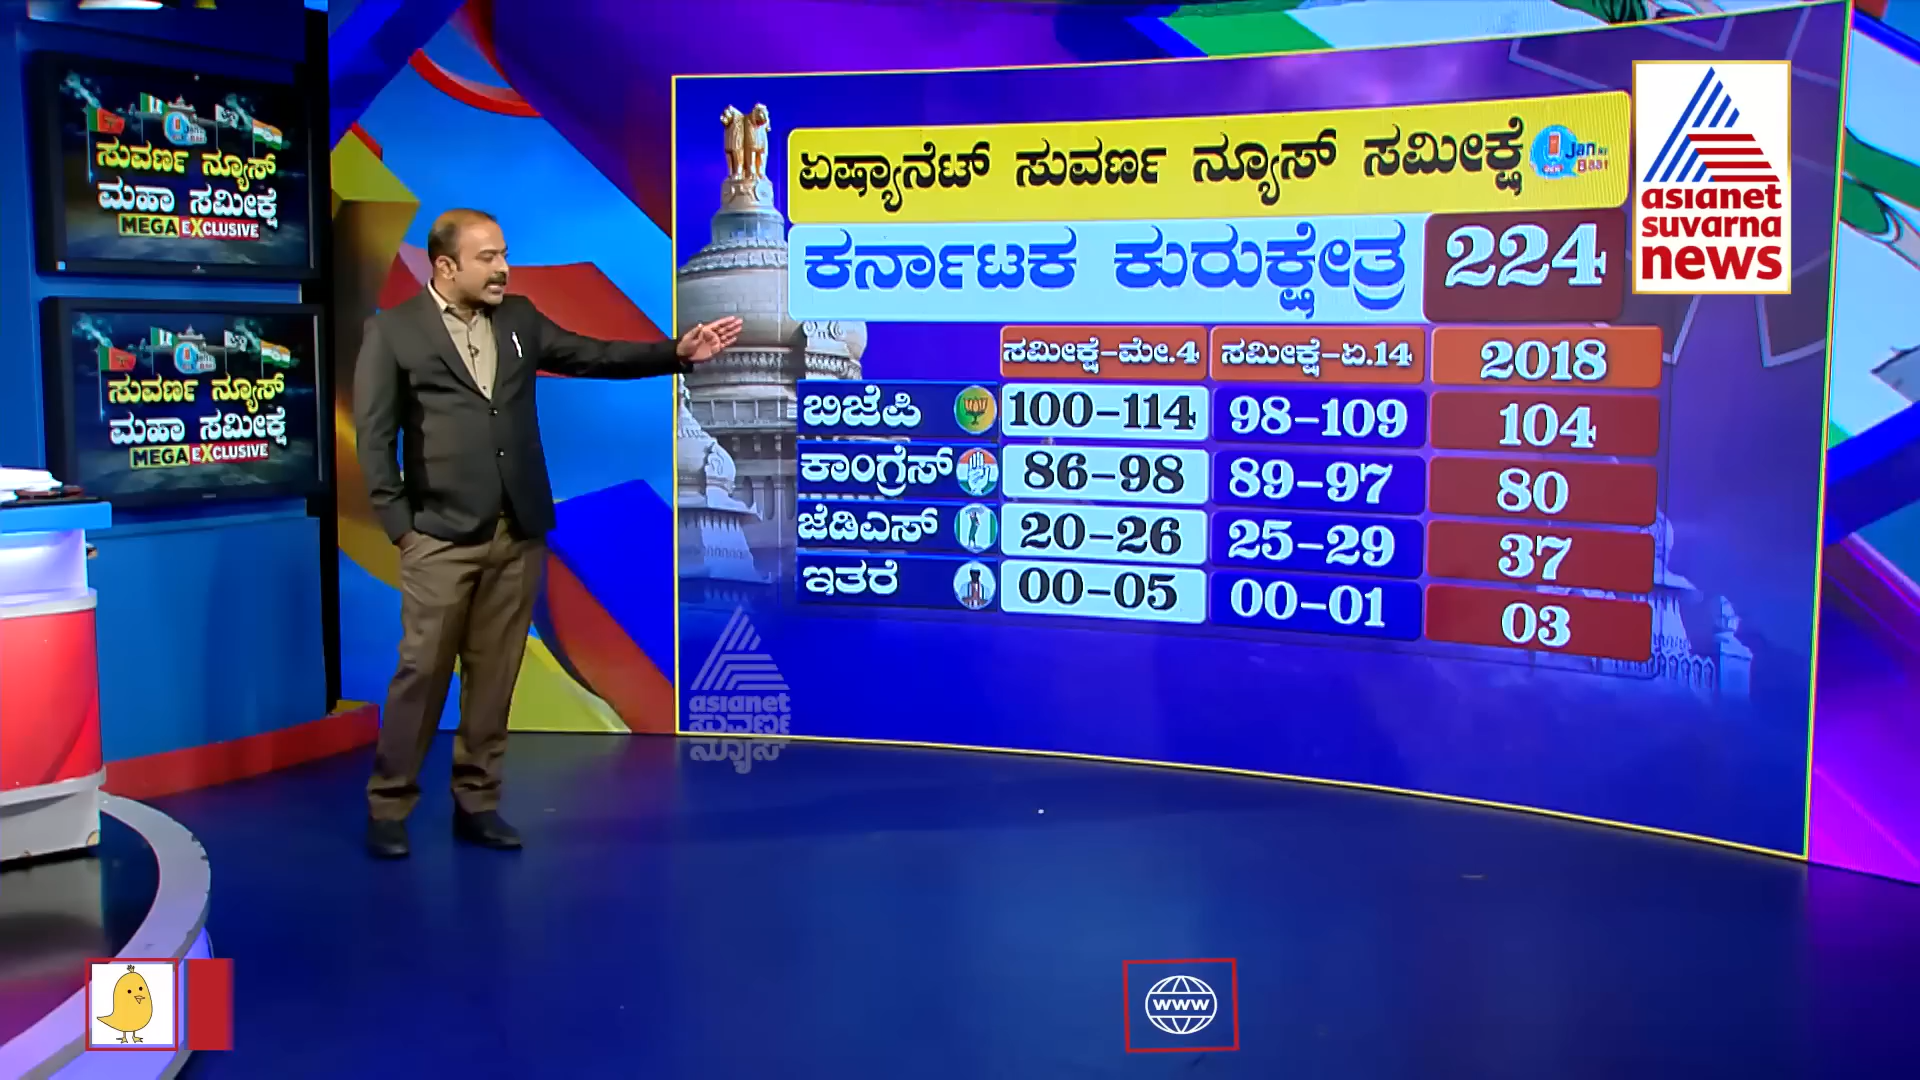 ಸುವರ್ಣ ನ್ಯೂಸ್
ಮಹಾ ಸಮೀಕ್ಷೆ
MEGA EXCLUSIVE
ಸುವರ್ಣ ನ್ಯೂಸ್
ಮಹಾ ಸಮೀಕ್ಷೆ
MEGA EXCLUSIVE
ಏಷ್ಯಾನೆಟ್ ಸುವರ್ಣ ನ್ಯೂಸ್ ಸಮೀಕ್ಷೆ Jan Ki Baat
ಕರ್ನಾಟಕ ಕುರುಕ್ಷೇತ್ರ 224
ಸಮೀಕ್ಷೆ-ಮೇ.4 ಸಮೀಕ್ಷೆ-ಏ.14 2018
ಬಿಜೆಪಿ 100-114 98-109 104
ಕಾಂಗ್ರೆಸ್ 86-98 89-97 80
ಜೆಡಿಎಸ್ 20-26 25-29 37
ಇತರೆ 00-05 00-01 03
asianet
suvarna
news
asianet
ಸುವರ್ಣ
ನ್ಯೂಸ್
www